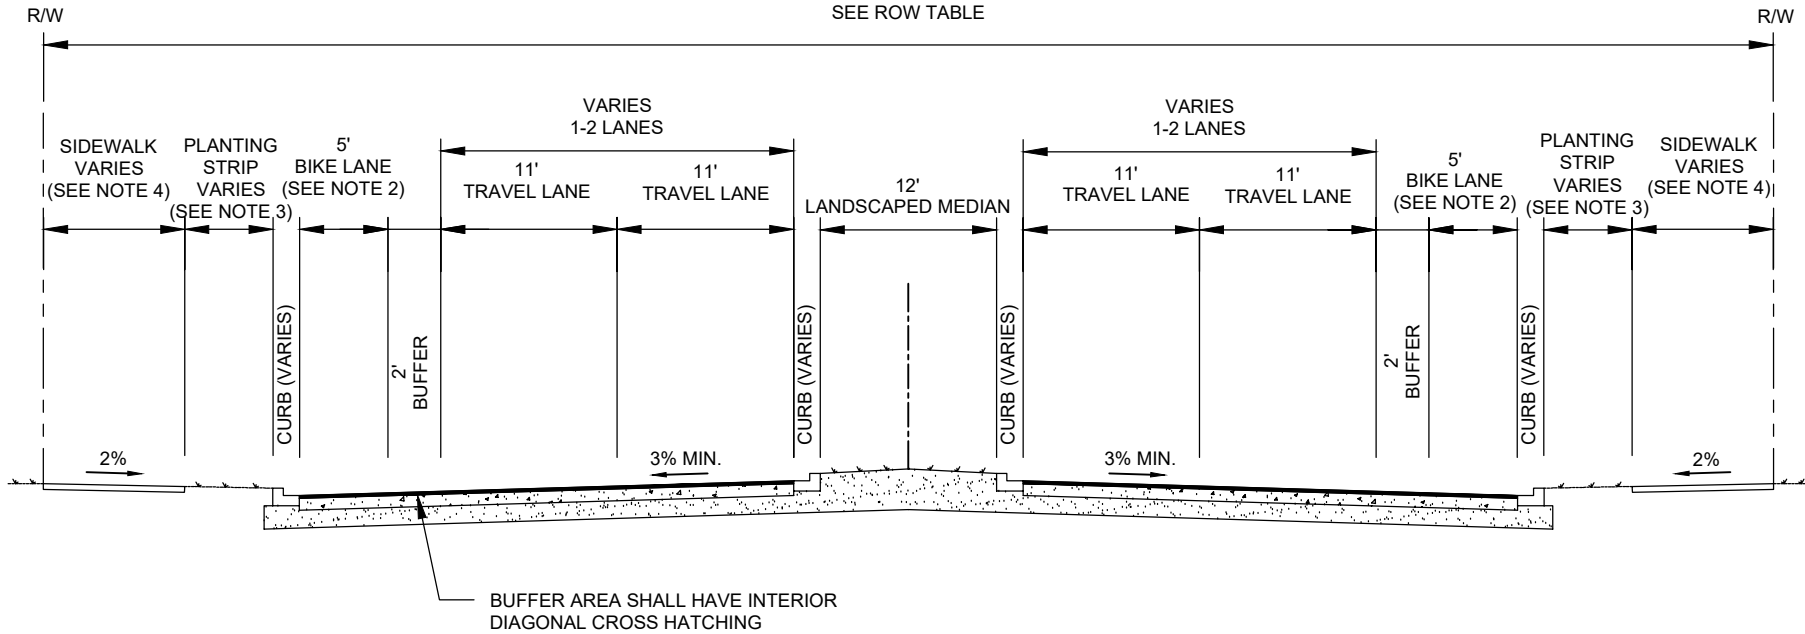 R/W
SEE ROW TABLE
R/W
SIDEWALK
VARIES
(SEE NOTE 4)
PLANTING
STRIP
VARIES
(SEE NOTE 3)
5'
BIKE LANE
(SEE NOTE 2)
VARIES
1-2 LANES
11'
TRAVEL LANE
11'
TRAVEL LANE
12'
LANDSCAPED MEDIAN
VARIES
1-2 LANES
11'
TRAVEL LANE
11'
TRAVEL LANE
5'
BIKE LANE
(SEE NOTE 2)
PLANTING
STRIP
VARIES
(SEE NOTE 3)
SIDEWALK
VARIES
(SEE NOTE 4)
CURB (VARIES)
2'
BUFFER
CURB (VARIES)
CURB (VARIES)
2'
BUFFER
CURB (VARIES)
2%
3% MIN.
3% MIN.
2%
BUFFER AREA SHALL HAVE INTERIOR
DIAGONAL CROSS HATCHING